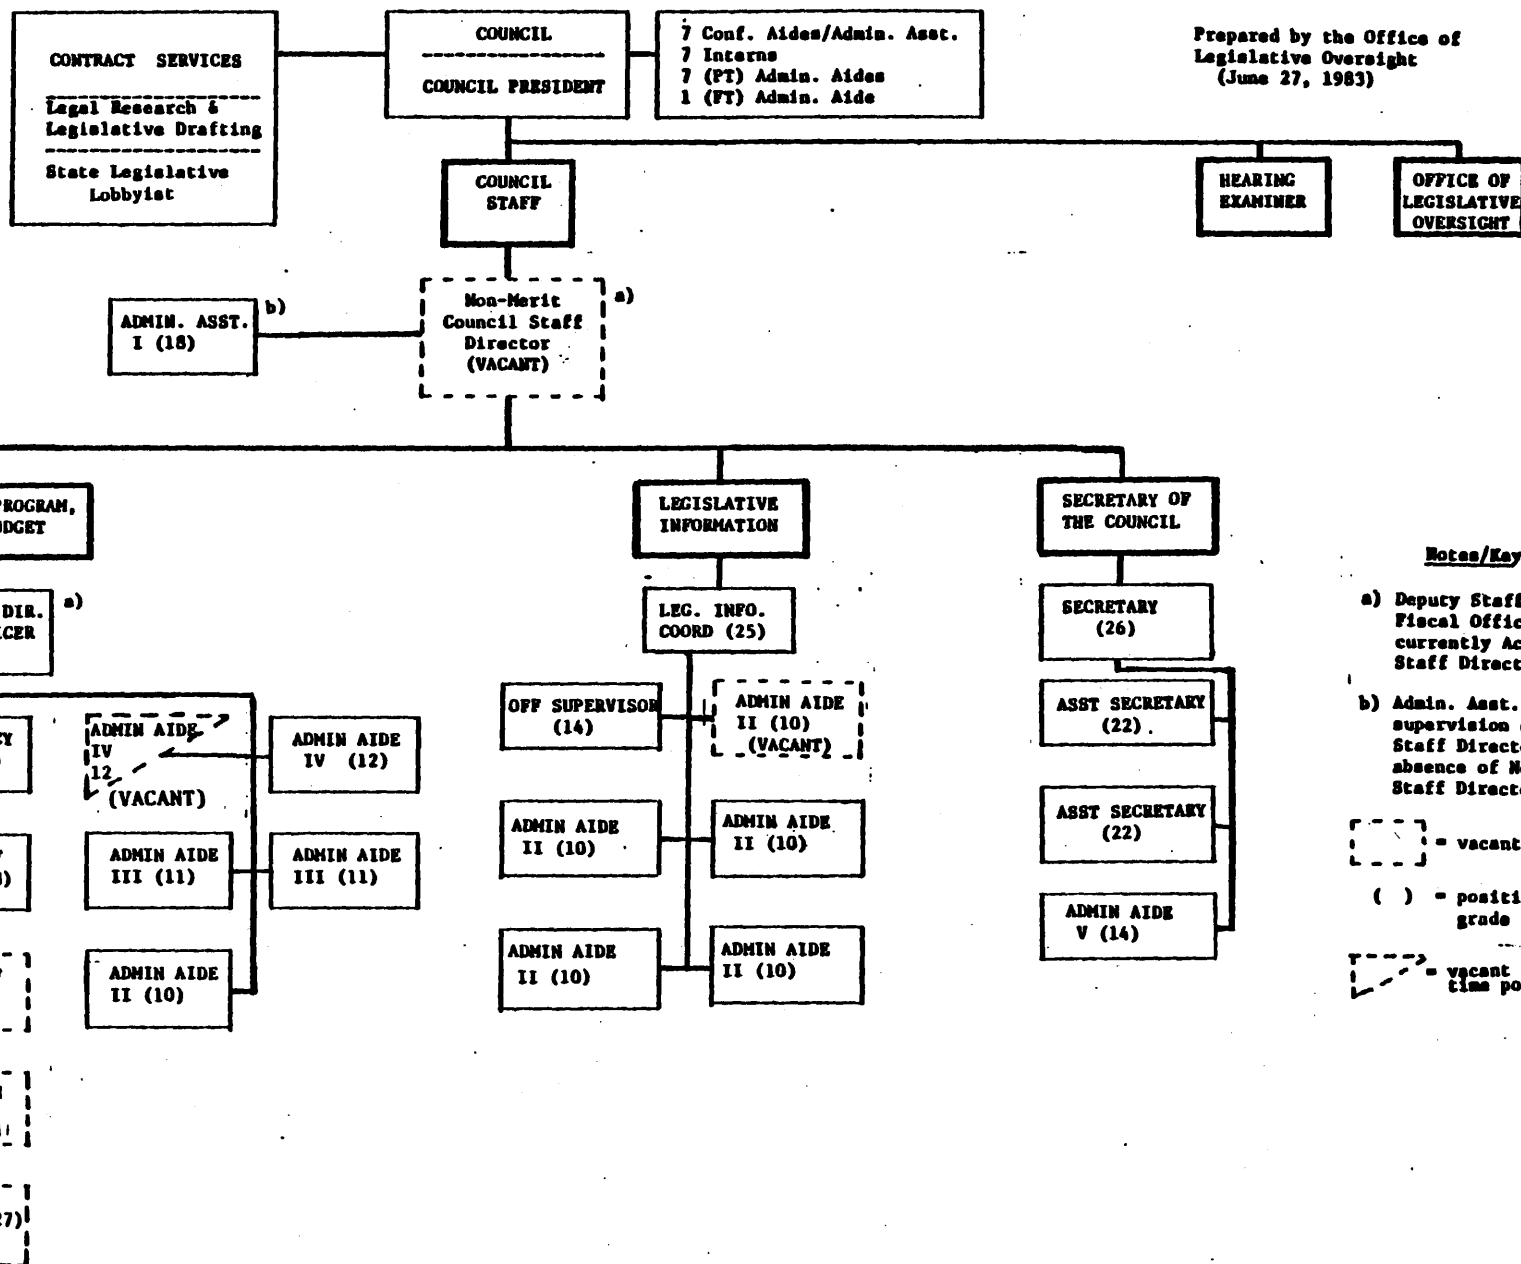 CONTRACT SERVICES
Legal Research &
Legislative Drafting
State Legislative
Lobbyist
COUNCIL
COUNCIL PRESIDENT
7 Conf. Aides/Admin. Asst.
7 Interns
7 (PT) Admin. Aides
1 (FT) Admin. Aide
Prepared by the Office of
Legislative Oversight
(June 27, 1983)
COUNCIL
STAFF
HEARING
EXAMINER
OFFICE OF
LEGISLATIVE
OVERSIGHT
ADMIN. ASST.
I (18)
b)
Non-Merit
Council Staff
Director
(VACANT)
a)
PROGRAM,
UDGET
LEGISLATIVE
INFORMATION
SECRETARY OF
THE COUNCIL
DIR.
ICER
a)
LEG. INFO.
COORD (25)
SECRETARY
(26)
ADMIN AIDE
IV
12
(VACANT)
ADMIN AIDE
IV (12)
ADMIN AIDE
III (11)
ADMIN AIDE
III (11)
ADMIN AIDE
II (10)
OFF SUPERVISOR
(14)
ADMIN AIDE
II (10)
(VACANT)
ADMIN AIDE
II (10)
ADMIN AIDE
II (10)
ADMIN AIDE
II (10)
ADMIN AIDE
II (10)
ASST SECRETARY
(22)
ASST SECRETARY
(22)
ADMIN AIDE
V (14)
27)
Notes/Key
a) Deputy Staff
Fiscal Offic
currently Ac
Staff Direct
b) Admin. Asst.
supervision
Staff Direct
absence of N
Staff Direct
= vacant
( ) = positi
grade
= vacant
time po